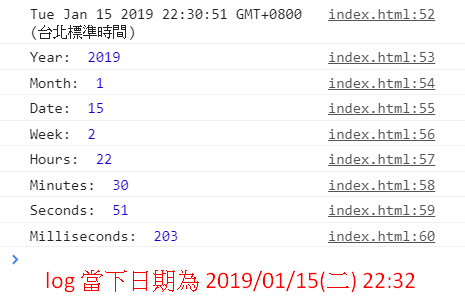 Tue Jan 15 2019 22:30:51 GMT+0800 index.html:52
(台北標準時間)
Year: 2019 index.html:53
Month: 1 index.html:54
Date: 15 index.html:55
Week: 2 index.html:56
Hours: 22 index.html:57
Minutes: 30 index.html:58
Seconds: 51 index.html:59
Milliseconds: 203 index.html:60
>
log 當下日期為 2019/01/15(二) 22:32